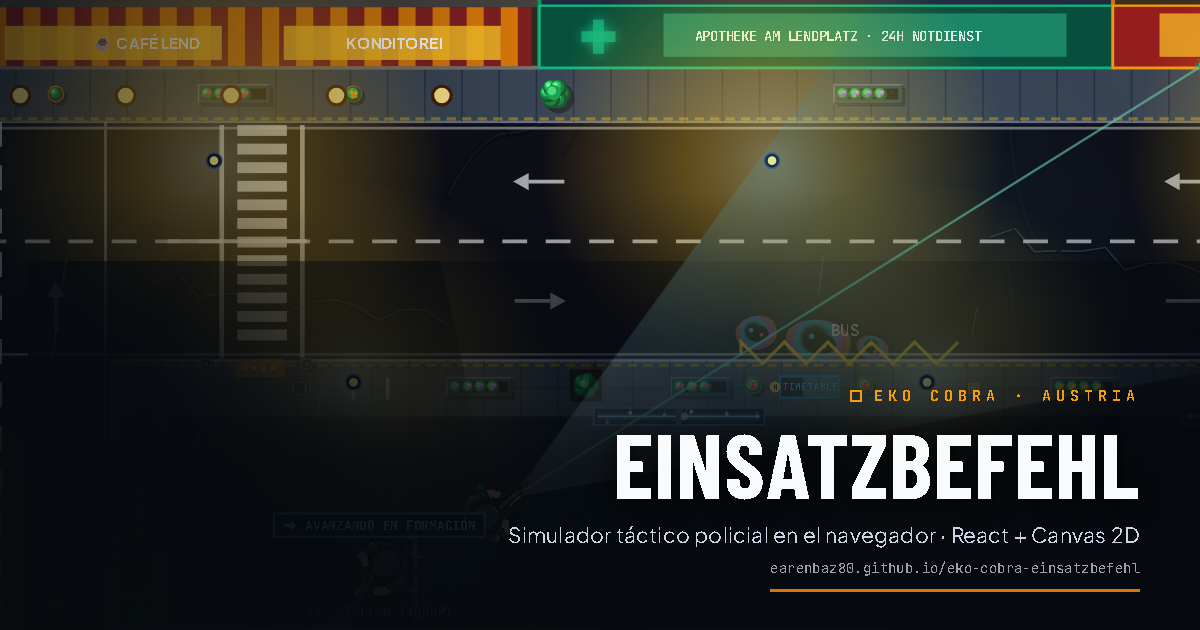 CAFÉ LEND
KONDITOREI
APOTHEKE AM LENDPLATZ · 24H NOTDIENST
BUS
TIMETABLE
EKO COBRA · AUSTRIA
EINSATZBEFEHL
→ AVANZANDO EN FORMACIÓN
Simulador táctico policial en el navegador · React + Canvas 2D
earenbaz80.github.io/eko-cobra-einsatzbefehl